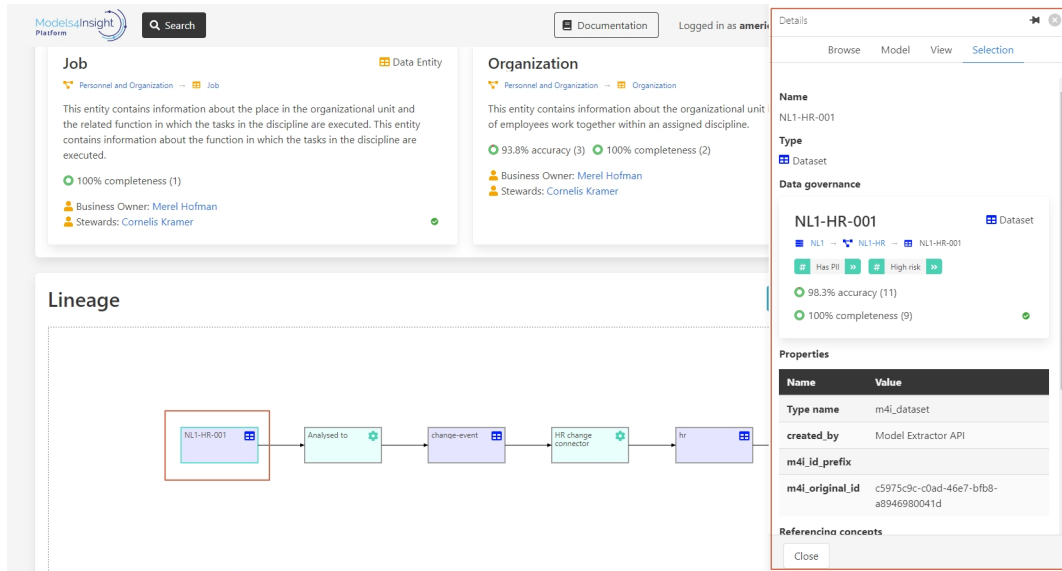 Models4Insight
Platform
Search
Documentation
Logged in as
Job
Data Entity
Personnel and Organization → Job
This entity contains information about the place in the organizational unit and
the related function in which the tasks in the discipline are executed. This entity
contains information about the function in which the tasks in the discipline are
executed.
100% completeness (1)
Business Owner: Merel Hofman
Stewards: Cornelis Kramer
Organization
Personnel and Organization → Organization
This entity contains information about the organizational unit
of employees work together within an assigned discipline.
93.8% accuracy (3) 100% completeness (2)
Business Owner: Merel Hofman
Stewards: Cornelis Kramer
Lineage
NL1-HR-001
Analysed to
change-event
HR change
connector
hr
Details
Browse Model View Selection
Name
NL1-HR-001
Type
Dataset
Data governance
NL1-HR-001
Dataset
NL1 → NL1-HR → NL1-HR-001
# Has PII » # High risk »
98.3% accuracy (11)
100% completeness (9)
Properties
Name Value
Type name m4i_dataset
created_by Model Extractor API
m4i_id_prefix
m4i_original_id c5975c9c-c0ad-46e7-bfb8-
a8946980041d
Referencing concepts
Close